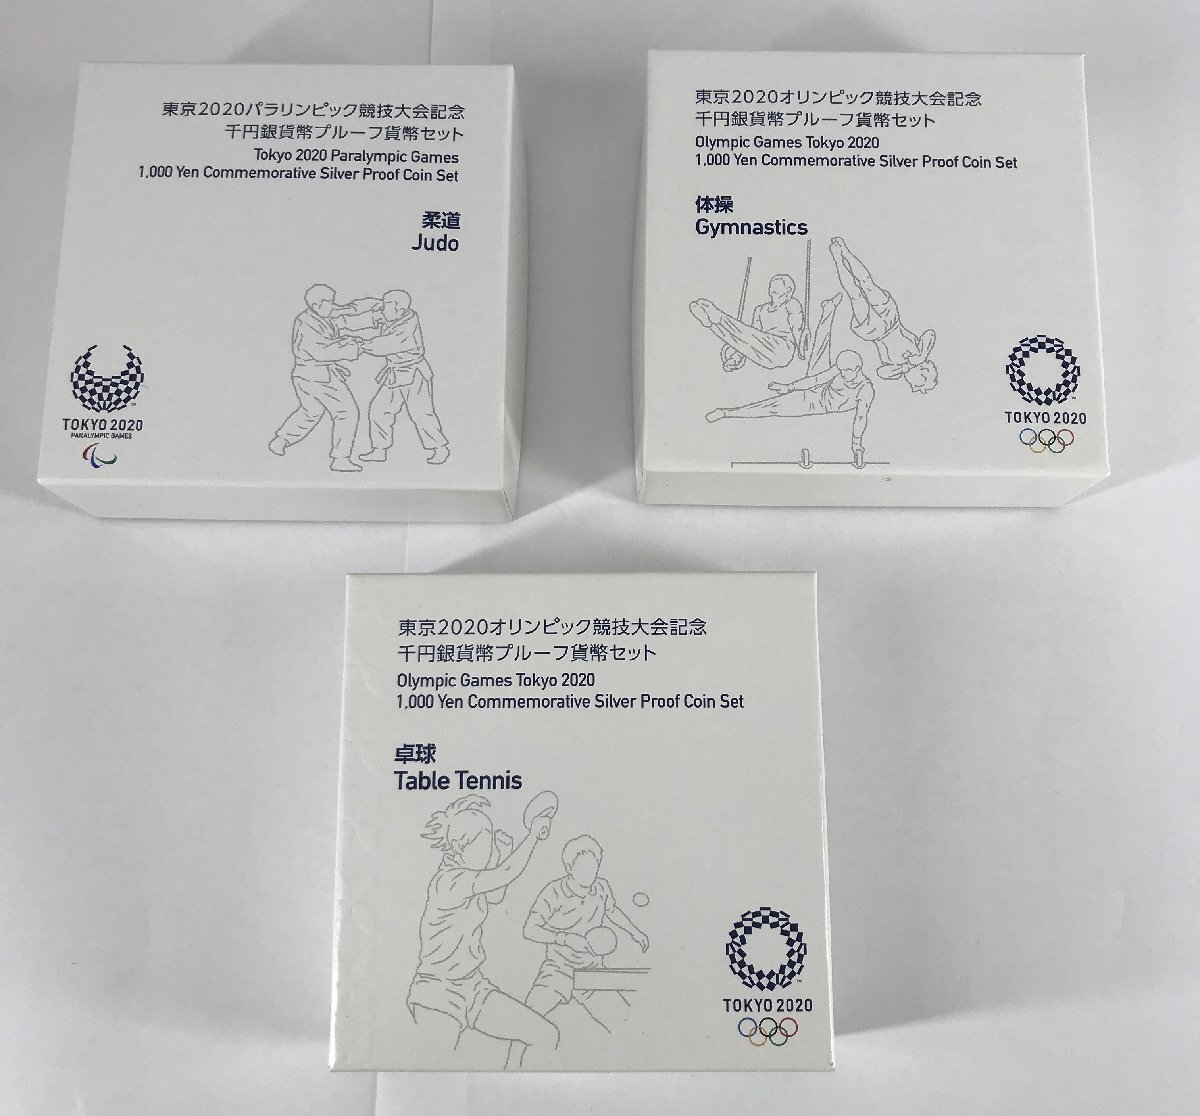 東京2020パラリンピック競技大会記念
千円銀貨幣プルーフ貨幣セット
Tokyo 2020 Paralympic Games
1,000 Yen Commemorative Silver Proof Coin Set
柔道
Judo
TOKYO 2020
PARALYMPIC GAMES
東京2020オリンピック競技大会記念
千円銀貨幣プルーフ貨幣セット
Olympic Games Tokyo 2020
1,000 Yen Commemorative Silver Proof Coin Set
体操
Gymnastics
TOKYO 2020
東京2020オリンピック競技大会記念
千円銀貨幣プルーフ貨幣セット
Olympic Games Tokyo 2020
1,000 Yen Commemorative Silver Proof Coin Set
卓球
Table Tennis
TOKYO 2020